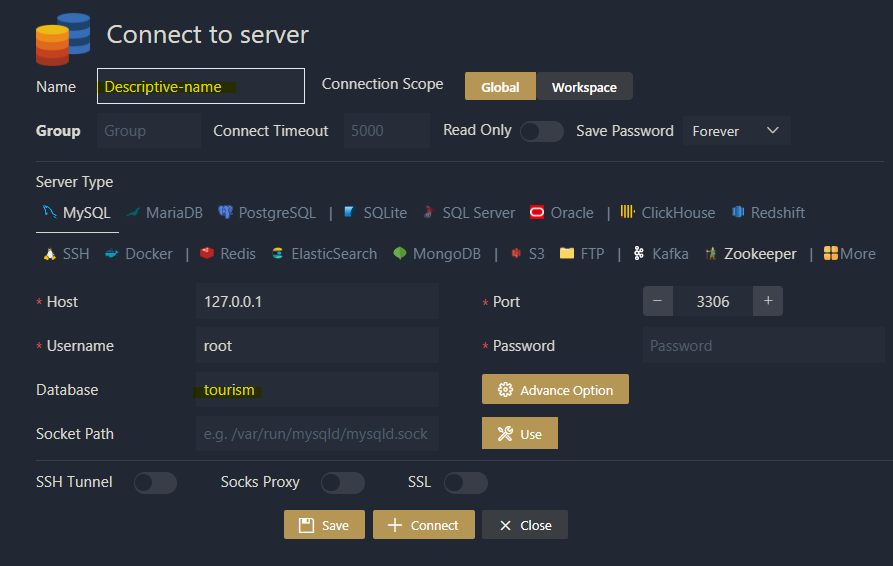 Connect to server
Name Descriptive-name Connection Scope Global Workspace
Group Group Connect Timeout 5000 Read Only Save Password Forever
Server Type
MySQL MariaDB PostgreSQL | SQLite SQL Server Oracle | ClickHouse Redshift
SSH Docker | Redis ElasticSearch MongoDB | S3 FTP | Kafka Zookeeper | More
* Host 127.0.0.1 * Port − 3306 +
* Username root * Password Password
Database tourism Advance Option
Socket Path e.g. /var/run/mysqld/mysqld.sock Use
SSH Tunnel Socks Proxy SSL
Save Connect Close